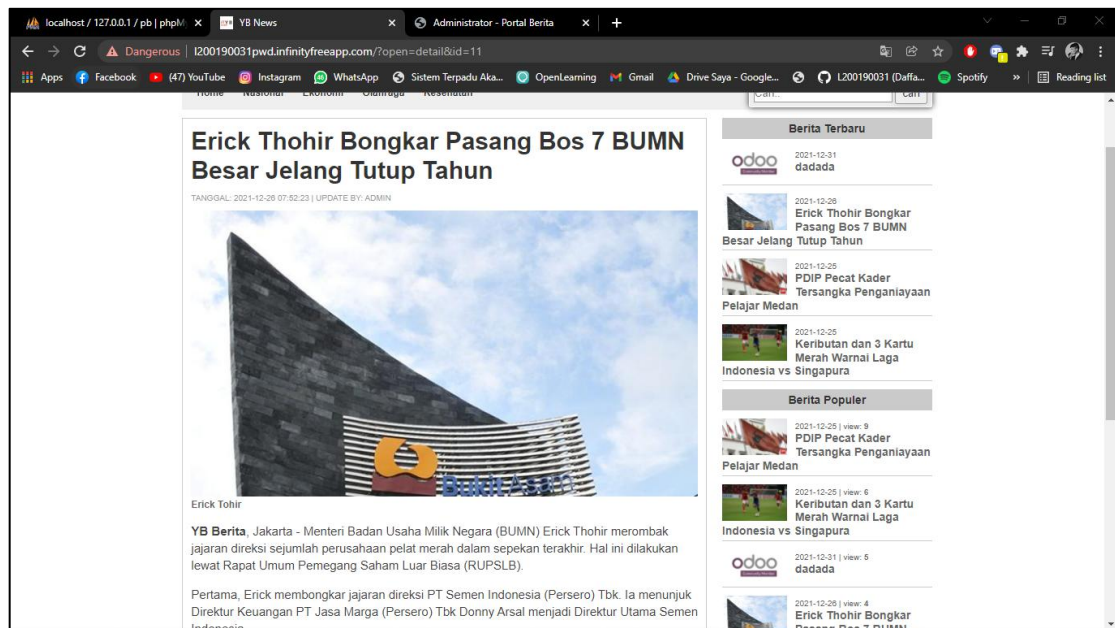 localhost / 127.0.0.1 / pb | phpM
YB News
Administrator - Portal Berita
Dangerous | l200190031pwd.infinityfreeapp.com/?open=detail&id=11
Apps Facebook (47) YouTube Instagram WhatsApp Sistem Terpadu Aka... OpenLearning Gmail Drive Saya - Google... L200190031 (Daffa... Spotify » Reading list
Home Nasional Ekonomi Olahraga Kesehatan
Cari... cari
Erick Thohir Bongkar Pasang Bos 7 BUMN
Besar Jelang Tutup Tahun
TANGGAL: 2021-12-26 07:52:23 | UPDATE BY: ADMIN
Bukit Asam
Erick Tohir
YB Berita, Jakarta - Menteri Badan Usaha Milik Negara (BUMN) Erick Thohir merombak
jajaran direksi sejumlah perusahaan pelat merah dalam sepekan terakhir. Hal ini dilakukan
lewat Rapat Umum Pemegang Saham Luar Biasa (RUPSLB).
Pertama, Erick membongkar jajaran direksi PT Semen Indonesia (Persero) Tbk. Ia menunjuk
Direktur Keuangan PT Jasa Marga (Persero) Tbk Donny Arsal menjadi Direktur Utama Semen
Indonesia
Berita Terbaru
odoo
2021-12-31
dadada
2021-12-26
Erick Thohir Bongkar
Pasang Bos 7 BUMN
Besar Jelang Tutup Tahun
2021-12-25
PDIP Pecat Kader
Tersangka Penganiayaan
Pelajar Medan
2021-12-25
Keributan dan 3 Kartu
Merah Warnai Laga
Indonesia vs Singapura
Berita Populer
2021-12-25 | view: 9
PDIP Pecat Kader
Tersangka Penganiayaan
Pelajar Medan
2021-12-25 | view: 6
Keributan dan 3 Kartu
Merah Warnai Laga
Indonesia vs Singapura
odoo
2021-12-31 | view: 5
dadada
2021-12-26 | view: 4
Erick Thohir Bongkar
Pasang Bos 7 BUMN